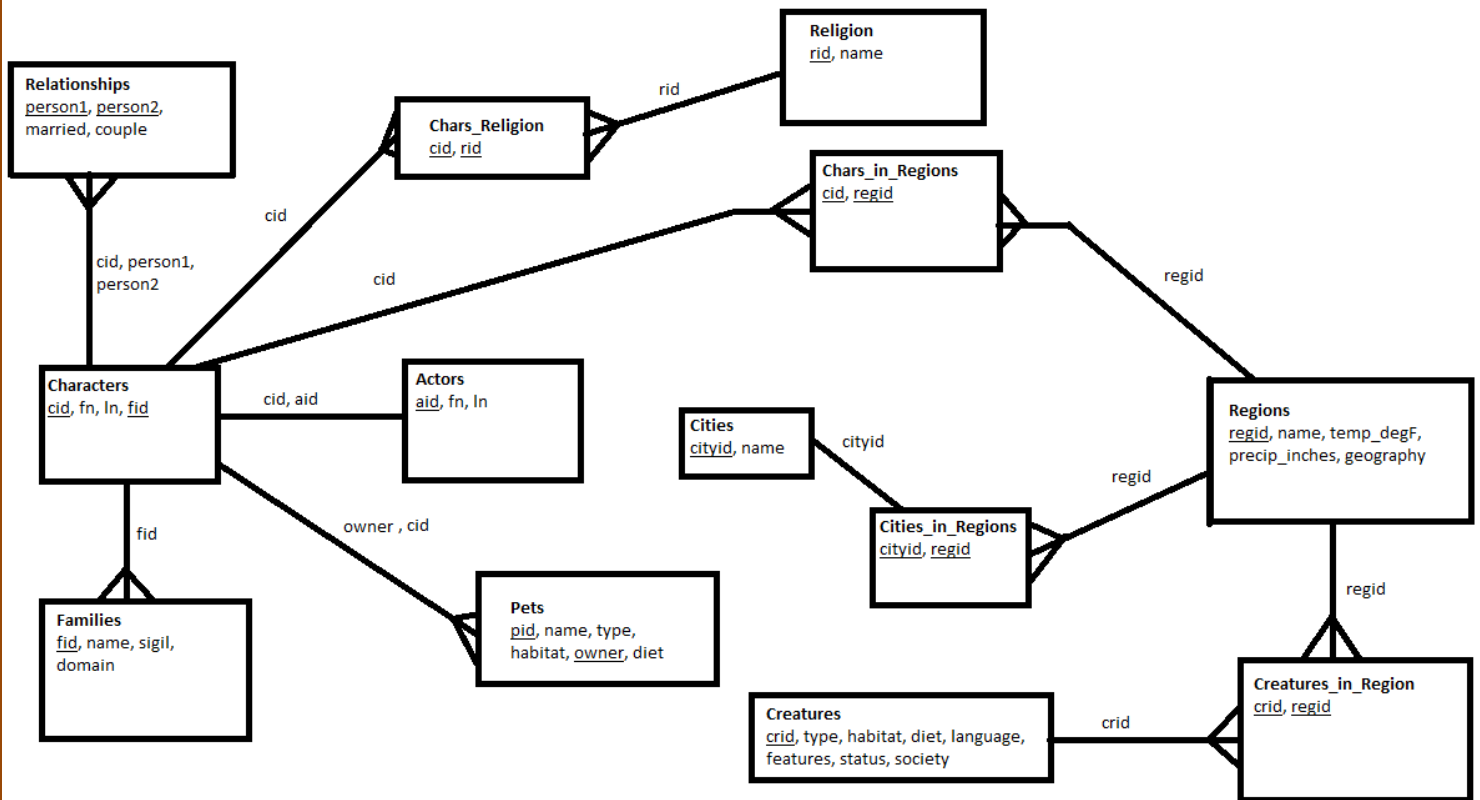 Religion
rid, name
Relationships
person1, person2,
married, couple
rid
Chars_Religion
cid, rid
Chars_in_Regions
cid, regid
cid
cid, person1,
person2
cid
regid
Characters
cid, fn, ln, fid
cid, aid
Actors
aid, fn, ln
Cities
cityid, name
cityid
Regions
regid, name, temp_degF,
precip_inches, geography
regid
owner , cid
fid
Cities_in_Regions
cityid, regid
regid
Families
fid, name, sigil,
domain
Pets
pid, name, type,
habitat, owner, diet
Creatures
crid, type, habitat, diet, language,
features, status, society
crid
Creatures_in_Region
crid, regid